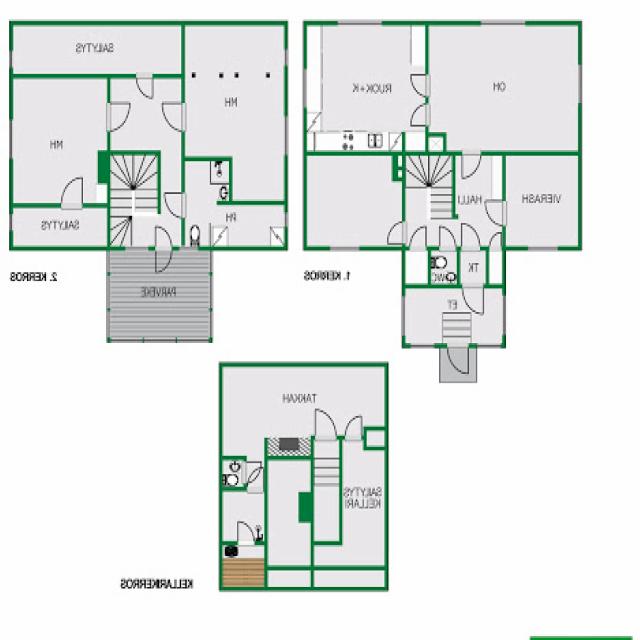 SÄILYTYS
MH
MH
SÄILYTYS
PH
2. KERROS
PARVEKE
RUOK+K
OH
HALLI
VIERASH
WC
TK
1. KERROS
ET
TAKKAH
SÄILYTYS
KELLARI
KELLARIKERROS